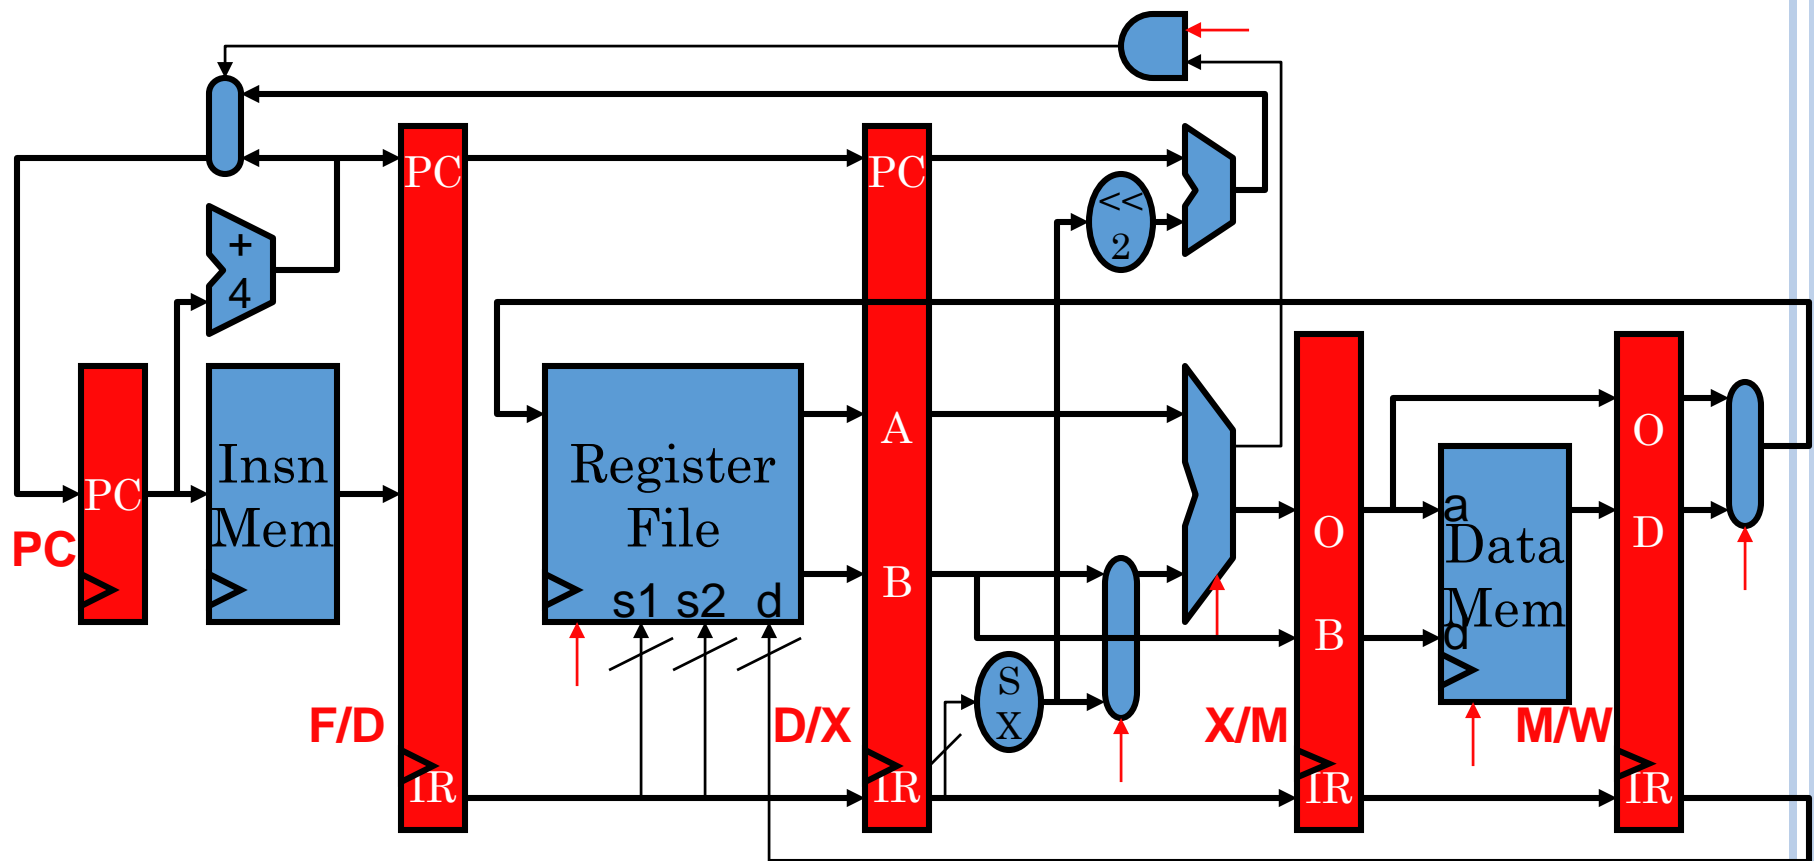 PC
PC
<<
2
+
4
A
O
Insn
Mem
Register
File
PC
PC
a
Data
Mem
d
O
D
B
s1 s2 d
B
S
X
F/D
D/X
X/M
M/W
IR
IR
IR
IR